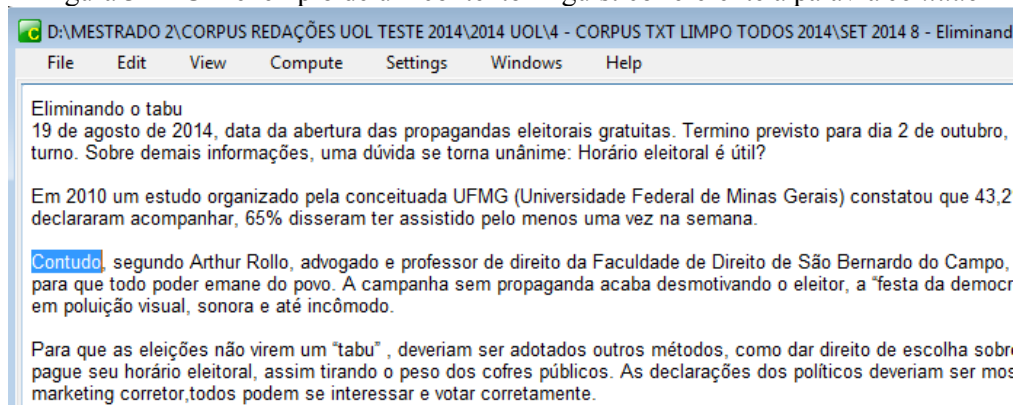 D:\MESTRADO 2\CORPUS REDAÇÕES UOL TESTE 2014\2014 UOL\4 - CORPUS TXT LIMPO TODOS 2014\SET 2014 8 - Eliminand
File Edit View Compute Settings Windows Help
Eliminando o tabu
19 de agosto de 2014, data da abertura das propagandas eleitorais gratuitas. Termino previsto para dia 2 de outubro,
turno. Sobre demais informações, uma dúvida se torna unânime: Horário eleitoral é útil?
Em 2010 um estudo organizado pela conceituada UFMG (Universidade Federal de Minas Gerais) constatou que 43,2
declararam acompanhar, 65% disseram ter assistido pelo menos uma vez na semana.
Contudo, segundo Arthur Rollo, advogado e professor de direito da Faculdade de Direito de São Bernardo do Campo,
para que todo poder emane do povo. A campanha sem propaganda acaba desmotivando o eleitor, a “festa da democr
em poluição visual, sonora e até incômodo.
Para que as eleições não virem um “tabu” , deveriam ser adotados outros métodos, como dar direito de escolha sobre
pague seu horário eleitoral, assim tirando o peso dos cofres públicos. As declarações dos políticos deveriam ser mos
marketing corretor,todos podem se interessar e votar corretamente.